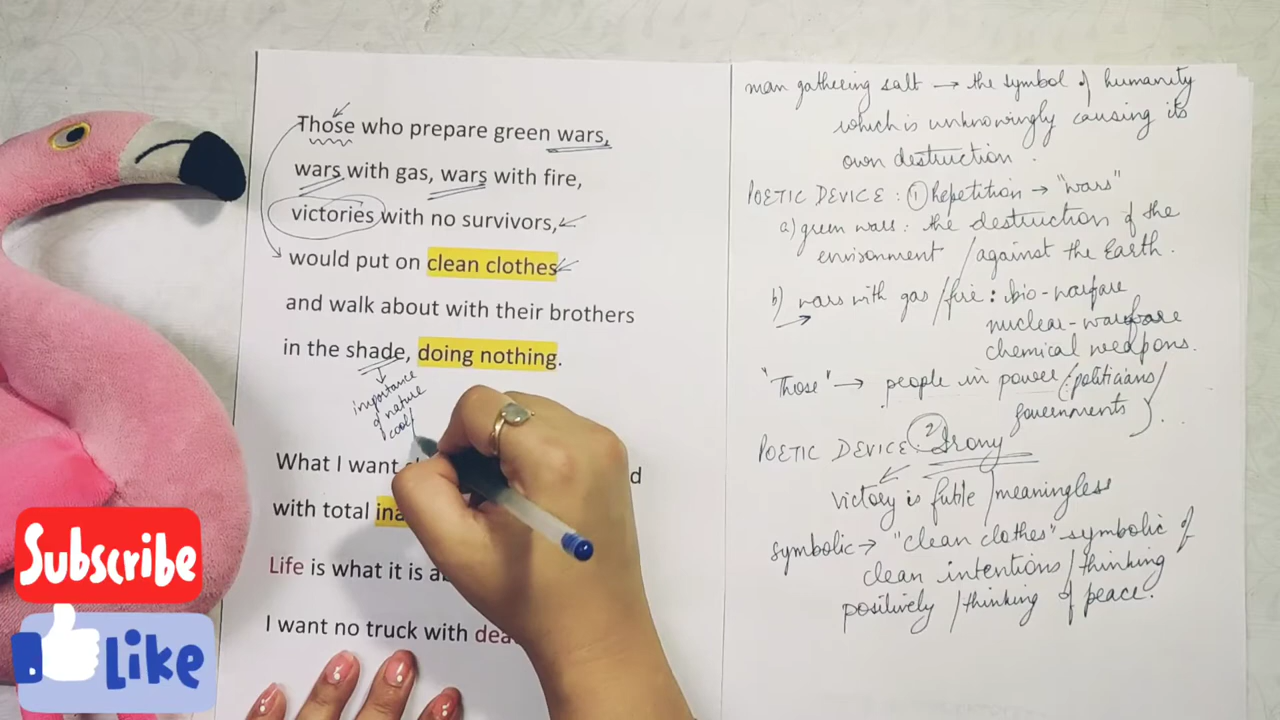 Those who prepare green wars,
wars with gas, wars with fire,
victories with no survivors,
would put on clean clothes
and walk about with their brothers
in the shade, doing nothing.
importance
of nature
cool/
What I want
d
with total ina
Life is what it is a
I want no truck with dea
man gathering salt → the symbol of humanity
which is unknowingly causing its
own destruction.
POETIC DEVICE: ① Repetition → "wars"
a) green wars: the destruction of the
environment / against the Earth.
b) wars with gas / fire: bio-warfare
nuclear-warfare
chemical weapons.
"Those" → people in power (politicians/
governments)...
POETIC DEVICE: ② Irony
victory is futile / meaningless
symbolic → "clean clothes" symbolic of
clean intentions / thinking
positively / thinking of peace.
Subscribe
Like